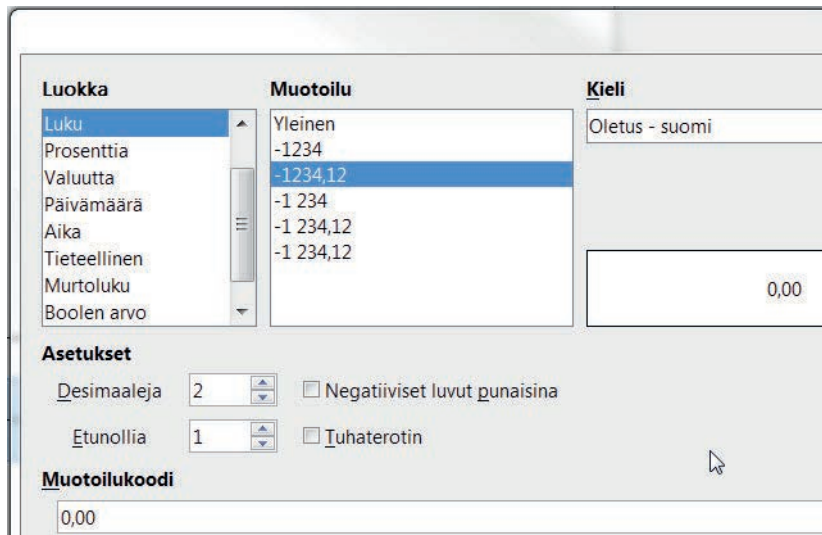 Luokka
Luku
Prosenttia
Valuutta
Päivämäärä
Aika
Tieteellinen
Murtoluku
Boolen arvo
Muotoilu
Yleinen
-1234
-1234,12
-1 234
-1 234,12
-1 234,12
Kieli
Oletus - suomi
0,00
Asetukset
Desimaaleja 2
Negatiiviset luvut punaisina
Etunollia 1
Tuhaterotin
Muotoilukoodi
0,00